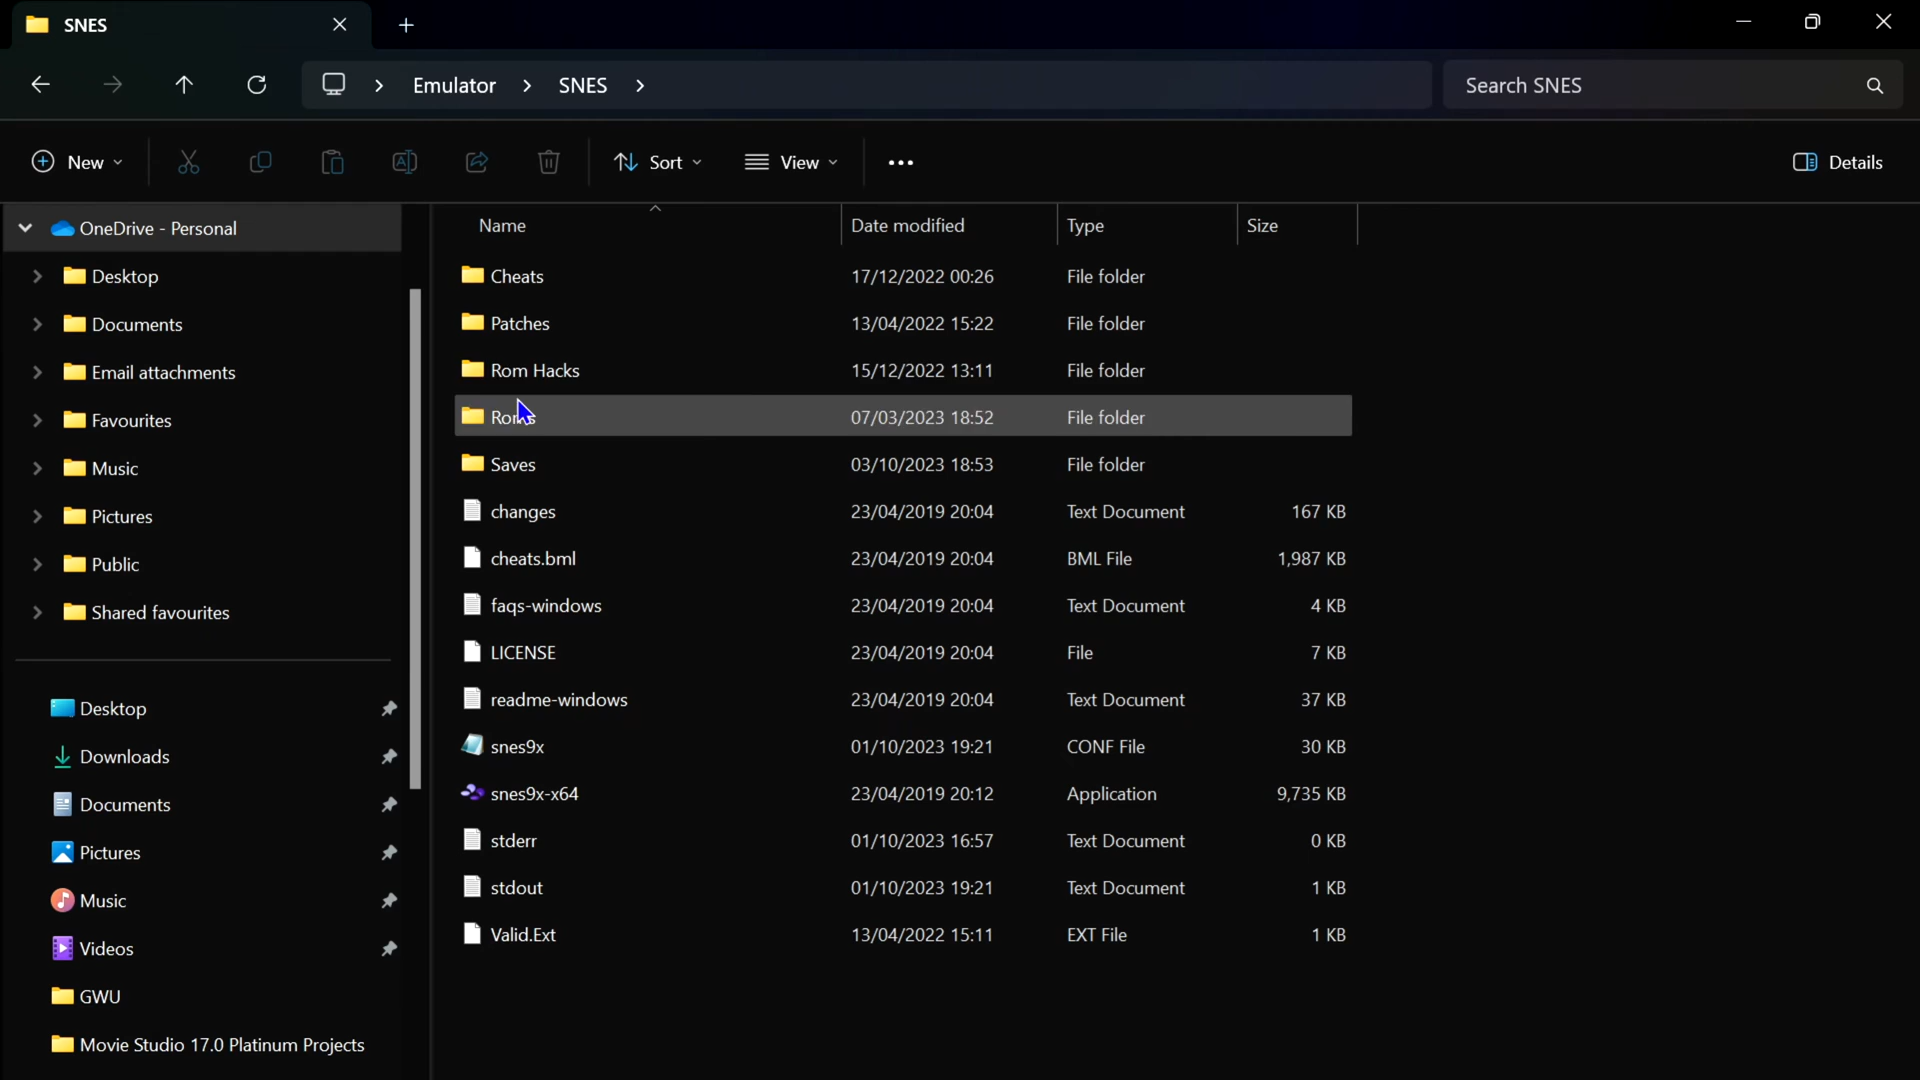 SNES
Emulator
SNES
Search SNES
New
Sort
View
Details
OneDrive - Personal
Desktop
Documents
Email attachments
Favourites
Music
Pictures
Public
Shared favourites
Desktop
Downloads
Documents
Pictures
Music
Videos
GWU
Movie Studio 17.0 Platinum Projects
Name Date modified Type Size
Cheats 17/12/2022 00:26 File folder
Patches 13/04/2022 15:22 File folder
Rom Hacks 15/12/2022 13:11 File folder
Roms 07/03/2023 18:52 File folder
Saves 03/10/2023 18:53 File folder
changes 23/04/2019 20:04 Text Document 167 KB
cheats.bml 23/04/2019 20:04 BML File 1,987 KB
faqs-windows 23/04/2019 20:04 Text Document 4 KB
LICENSE 23/04/2019 20:04 File 7 KB
readme-windows 23/04/2019 20:04 Text Document 37 KB
snes9x 01/10/2023 19:21 CONF File 30 KB
snes9x-x64 23/04/2019 20:12 Application 9,735 KB
stderr 01/10/2023 16:57 Text Document 0 KB
stdout 01/10/2023 19:21 Text Document 1 KB
Valid.Ext 13/04/2022 15:11 EXT File 1 KB